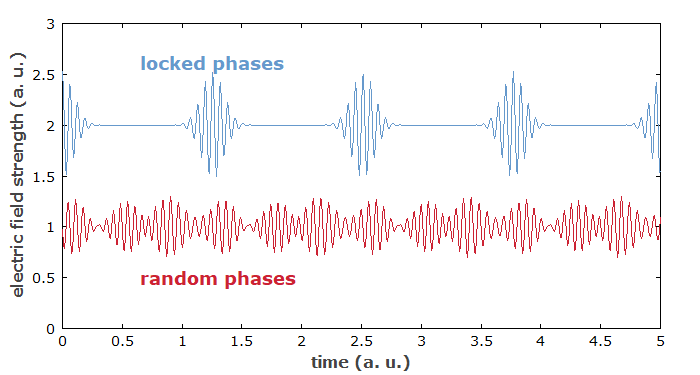 3
2.5
2
1.5
1
0.5
0
electric field strength (a. u.)
locked phases
random phases
0 0.5 1 1.5 2 2.5 3 3.5 4 4.5 5
time (a. u.)